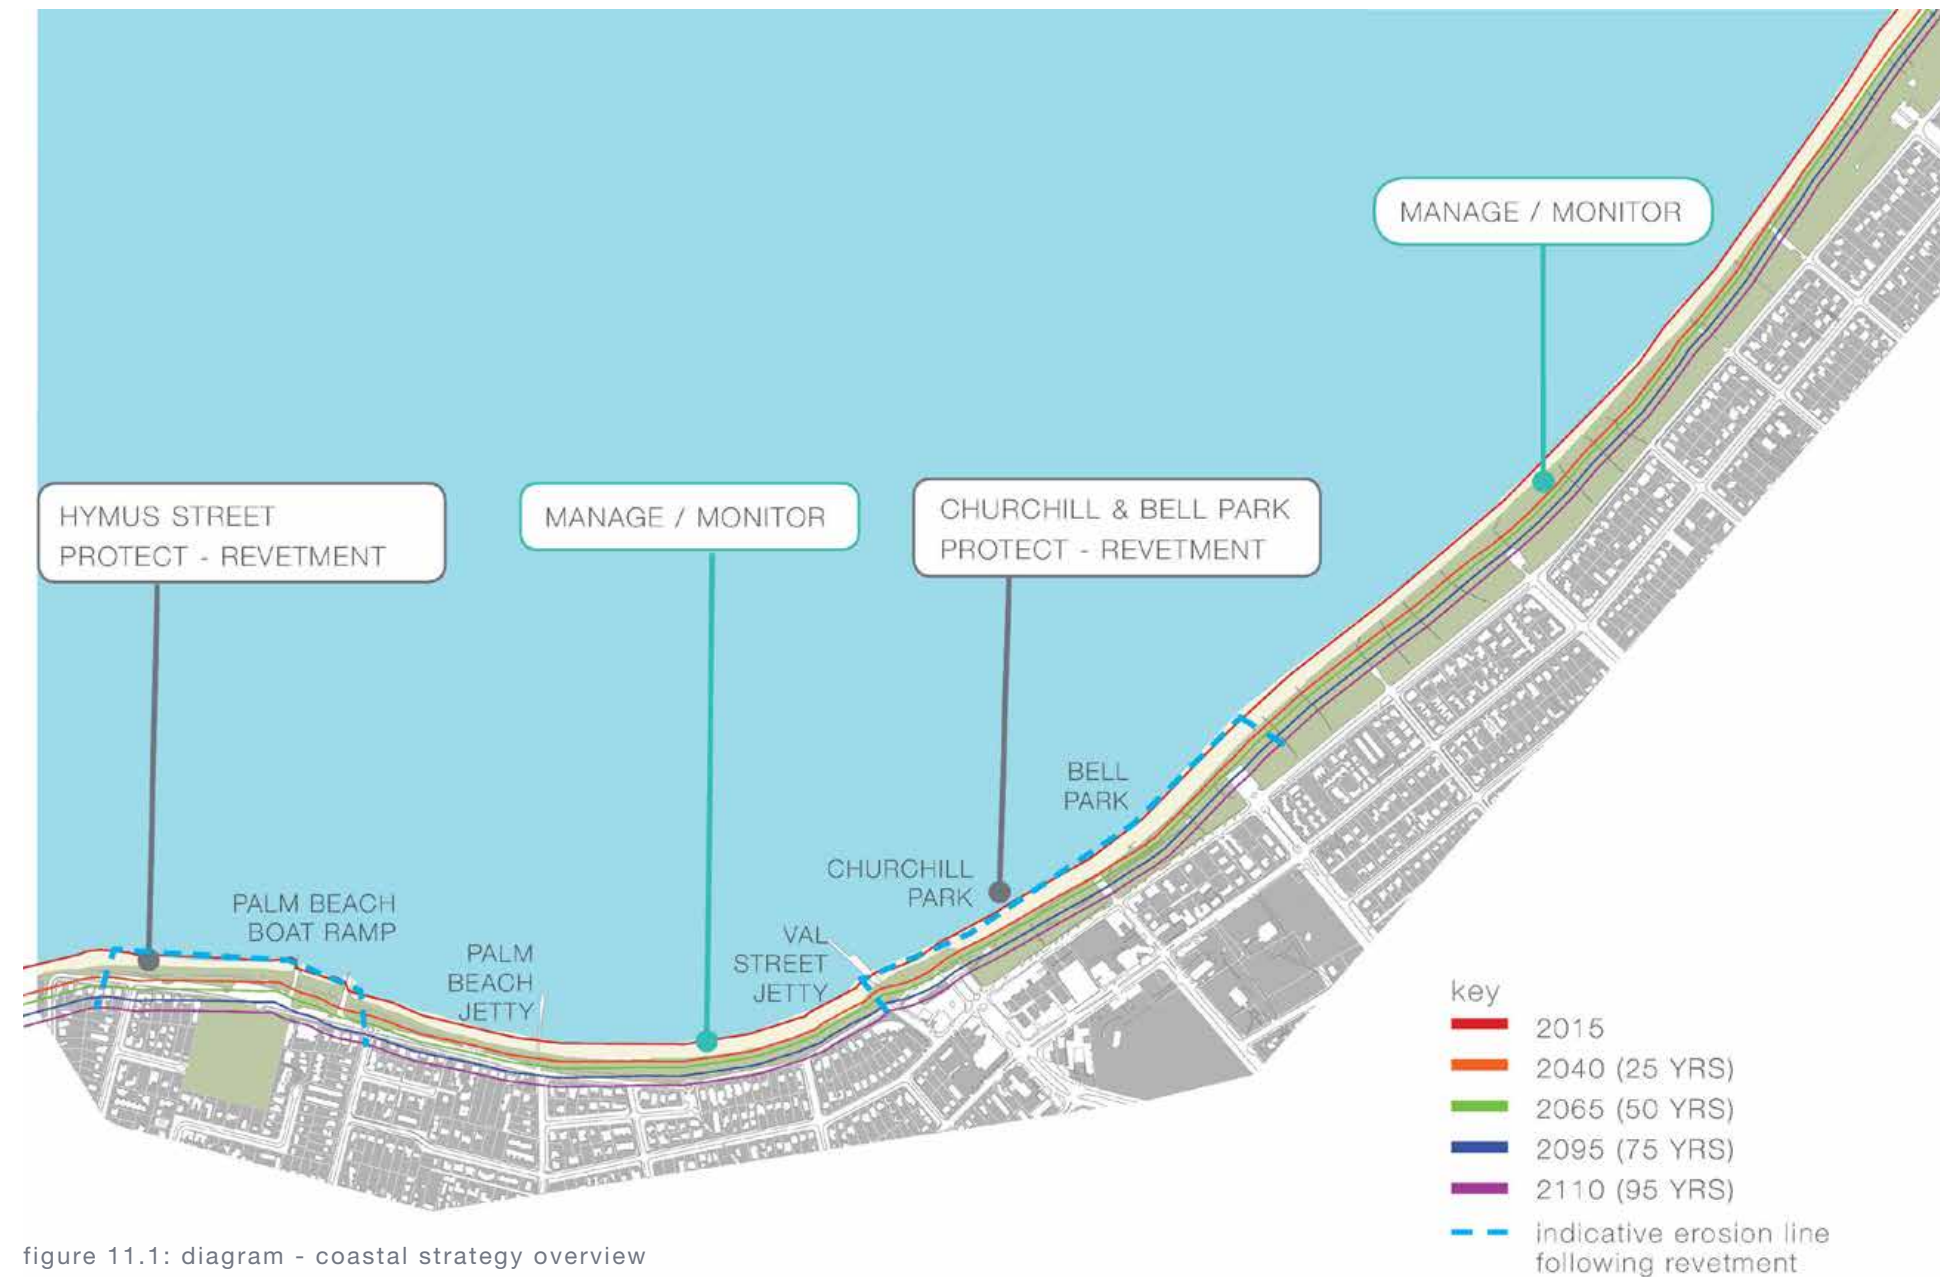 MANAGE / MONITOR
HYMUS STREET
PROTECT - REVETMENT
MANAGE / MONITOR
CHURCHILL & BELL PARK
PROTECT - REVETMENT
BELL
PARK
CHURCHILL
PARK
PALM BEACH
BOAT RAMP
PALM
BEACH
JETTY
VAL
STREET
JETTY
key
2015
2040 (25 YRS)
2065 (50 YRS)
2095 (75 YRS)
2110 (95 YRS)
indicative erosion line
following revetment
figure 11.1: diagram - coastal strategy overview